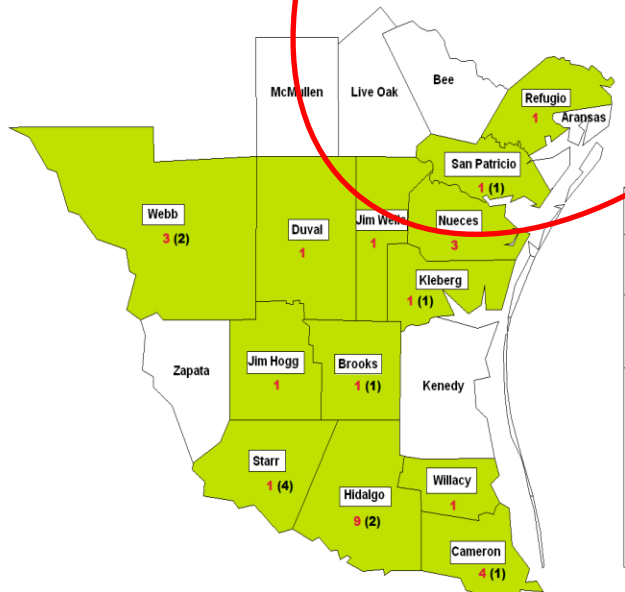 McMullen
Live Oak
Bee
Refugio
1
Aransas
San Patricio
1 (1)
Webb
3 (2)
Duval
1
Jim Wells
1
Nueces
3
Kleberg
1 (1)
Zapata
Jim Hogg
1
Brooks
1 (1)
Kenedy
Starr
1 (4)
Hidalgo
9 (2)
Willacy
1
Cameron
4 (1)